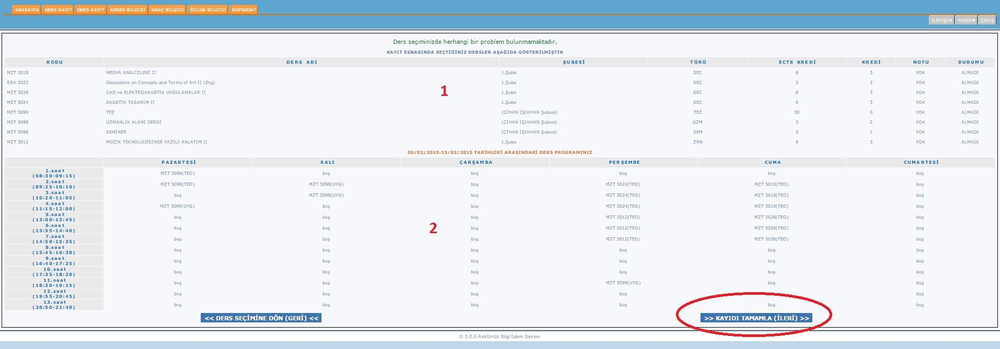 ANASAYFA DERS KAYIT DERS KAYIT ADRES BİLGİSİ HARÇ BİLGİSİ ÖZLÜK BİLGİSİ MÜFREDAT
İLETİŞİM YARDIM ÇIKIŞ
Ders seçiminizde herhangi bir problem bulunmamaktadır.
KAYIT ESNASINDA SEÇTİĞİNİZ DERSLER AŞAĞIDA GÖSTERİLMİŞTİR
KODU DERS ADI ŞUBESİ TÜRÜ ECTS KREDİ KREDİ NOTU DURUMU
MZT 5018 MEDYA ANALİZLERİ II 1.Şube SEC 6 3 YOK ALMADI
RSA 5022 Discussions on Concepts and Terms of Art II (Eng) 1.Şube SEC 3 3 YOK ALMADI
1
MZT 5026 CAD ve ELEKTROAKUSTİK UYGULAMALAR II 1.Şube SEC 6 3 YOK ALMADI
MZT 5024 AKUSTİK TASARIM II 1.Şube SEC 6 3 YOK ALMADI
MZT 5099 TEZ (CİHAN IŞIKHAN Şubesi) TEZ 30 0 YOK ALMADI
MZT 5098 UZMANLIK ALANI DERSİ (CİHAN IŞIKHAN Şubesi) UZM 3 2 YOK ALMADI
MZT 5096 SEMİNER (CİHAN IŞIKHAN Şubesi) SEM 3 1 YOK ALMADI
MZT 5012 MÜZİK TEKNOLOJİSİNDE YAZILI ANLATIM II 1.Şube ZRN 6 3 YOK ALMADI
09/02/2015-15/02/2015 TARİHLERİ ARASINDAKİ DERS PROGRAMINIZ
PAZARTESİ SALI ÇARŞAMBA PERŞEMBE CUMA CUMARTESİ
1.saat
(08:30-09:15) MZT 5098(TEO) boş boş boş boş boş
2.saat
(09:25-10:10) MZT 5098(TEO) MZT 5096(UYG) boş MZT 5024(TEO) MZT 5018(TEO) boş
3.saat
(10:20-11:05) boş MZT 5096(UYG) boş MZT 5024(TEO) MZT 5018(TEO) boş
4.saat
(11:15-12:00) MZT 5099(UYG) boş boş MZT 5024(TEO) MZT 5018(TEO) boş
5.saat
(13:00-13:45) boş boş boş MZT 5012(TEO) MZT 5026(TEO) boş
6.saat
(13:55-14:40) boş boş boş MZT 5012(TEO) MZT 5026(TEO) boş
2
7.saat
(14:50-15:35) boş boş boş MZT 5012(TEO) MZT 5026(TEO) boş
8.saat
(15:45-16:30) boş boş boş boş boş boş
9.saat
(16:40-17:25) boş boş boş boş boş boş
10.saat
(17:35-18:20) boş boş boş boş boş boş
11.saat
(18:30-19:15) boş boş boş MZT 5099(UYG) boş boş
12.saat
(19:55-20:45) boş boş boş boş boş
13.saat
(20:50-21:40) boş boş boş boş boş boş
<< DERS SEÇİMİNE DÖN (GERİ) << >> KAYIDI TAMAMLA (İLERİ) >>
© D.E.Ü.Rektörlük Bilgi İşlem Dairesi